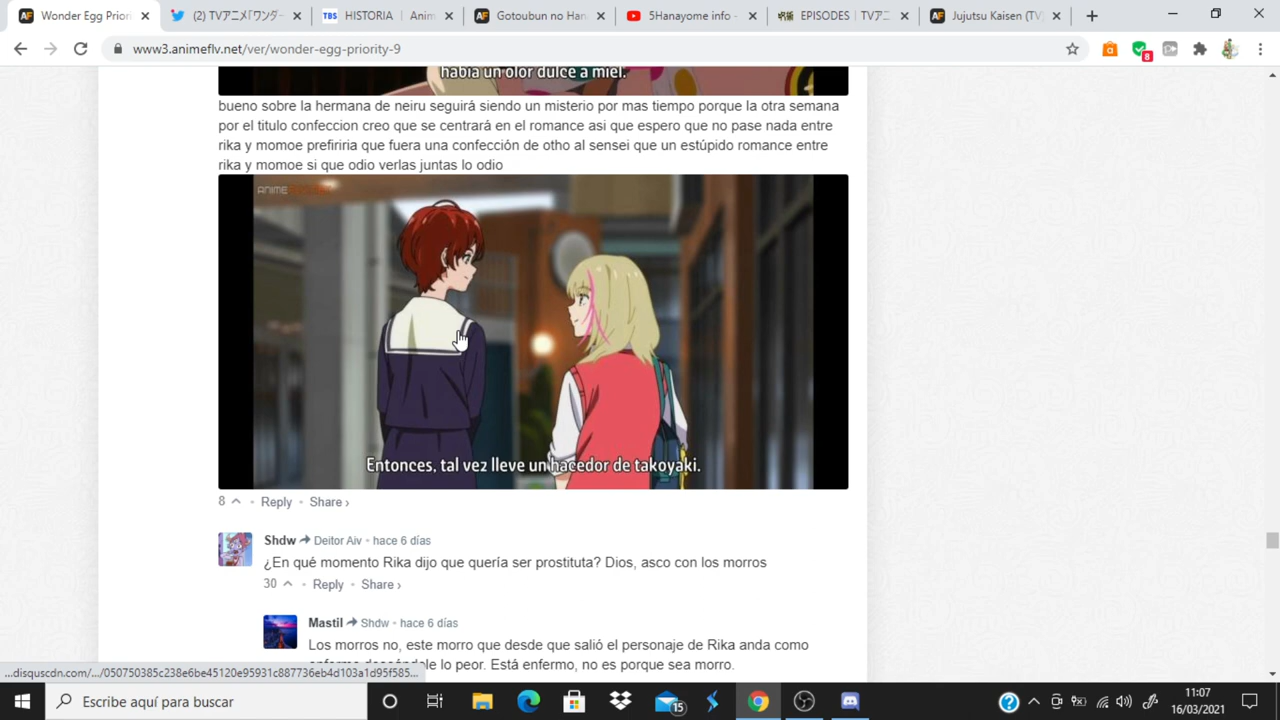 Wonder Egg Priori
(2) TVアニメ「ワンダー
TBS HISTORIA | Anim
Gotoubun no Han
5Hanayome info -
EPISODES | TVアニ
Jujutsu Kaisen (TV)
www3.animeflv.net/ver/wonder-egg-priority-9
8
había un olor dulce a miel.
bueno sobre la hermana de neiru seguirá siendo un misterio por mas tiempo porque la otra semana
por el titulo confeccion creo que se centrará en el romance asi que espero que no pase nada entre
rika y momoe prefiriria que fuera una confección de otho al sensei que un estúpido romance entre
rika y momoe si que odio verlas juntas lo odio
ANIME
Entonces, tal vez lleve un hacedor de takoyaki.
8 • Reply • Share ›
Shdw Deitor Aiv • hace 6 días
¿En qué momento Rika dijo que quería ser prostituta? Dios, asco con los morros
30 • Reply • Share ›
Mastil Shdw • hace 6 días
Los morros no, este morro que desde que salió el personaje de Rika anda como
enfermo deseándole lo peor. Está enfermo, no es porque sea morro.
...disquscdn.com/.../050750385c238e6be45120e95931c887736eb4d103a1d95f585...
Escribe aquí para buscar
15
11:07
16/03/2021